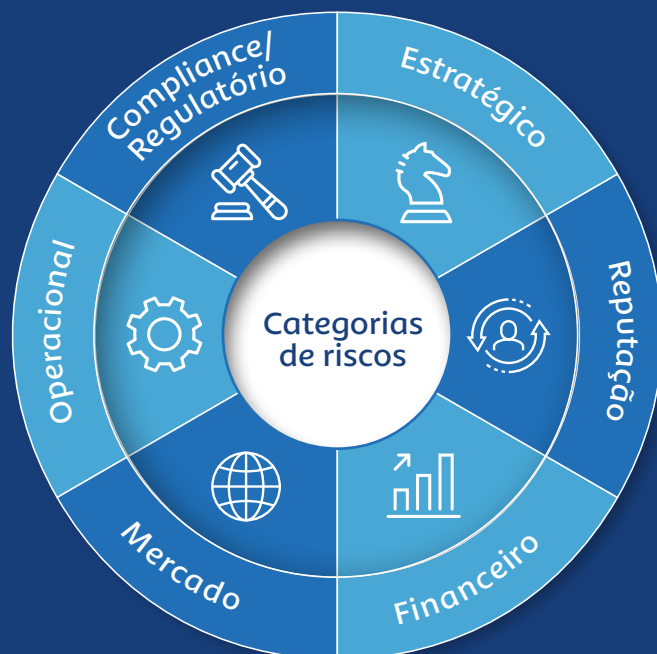 Compliance/
Regulatório
Estratégico
Reputação
Financeiro
Mercado
Operacional
Categorias
de riscos